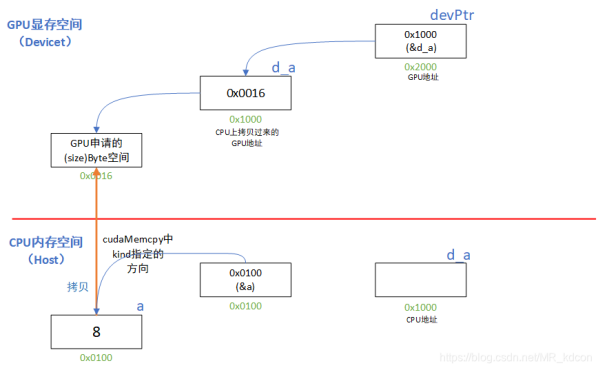 GPU显存空间
（Devicet）
devPtr
0x1000
(&d_a)
0x2000
GPU地址
d_a
0x0016
0x1000
CPU上拷贝过来的
GPU地址
GPU申请的
(size)Byte空间
0x0016
CPU内存空间
（Host）
cudaMemcpy中
kind指定的
方向
拷贝
a
8
0x0100
0x0100
(&a)
0x0100
d_a
0x1000
CPU地址
https://blog.csdn.net/MR_kdcon